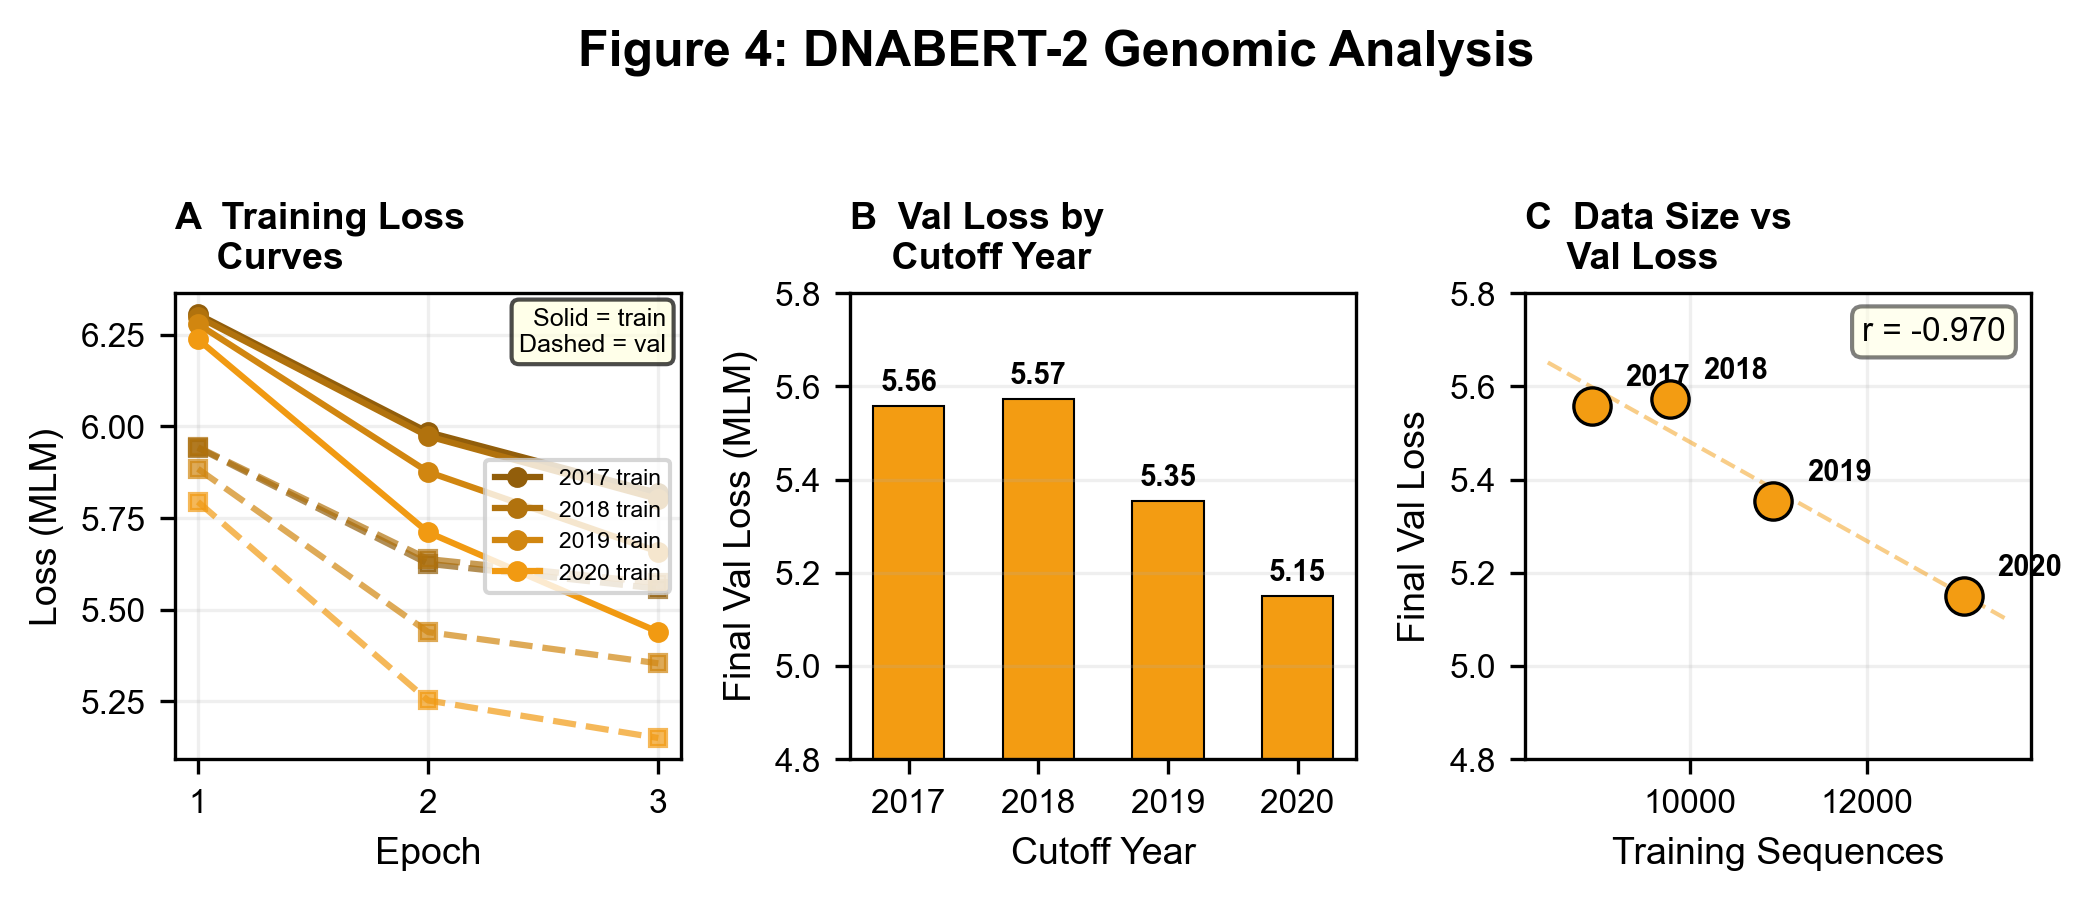 Figure 4: DNABERT-2 Genomic Analysis
A Training Loss
Curves
6.25
6.00
5.75
5.50
5.25
Loss (MLM)
Solid = train
Dashed = val
2017 train
2018 train
2019 train
2020 train
1
2
3
Epoch
B Val Loss by
Cutoff Year
5.8
5.6
5.4
5.2
5.0
4.8
Final Val Loss (MLM)
5.56
5.57
5.35
5.15
2017
2018
2019
2020
Cutoff Year
C Data Size vs
Val Loss
5.8
5.6
5.4
5.2
5.0
4.8
Final Val Loss
r = -0.970
2017
2018
2019
2020
10000
12000
Training Sequences